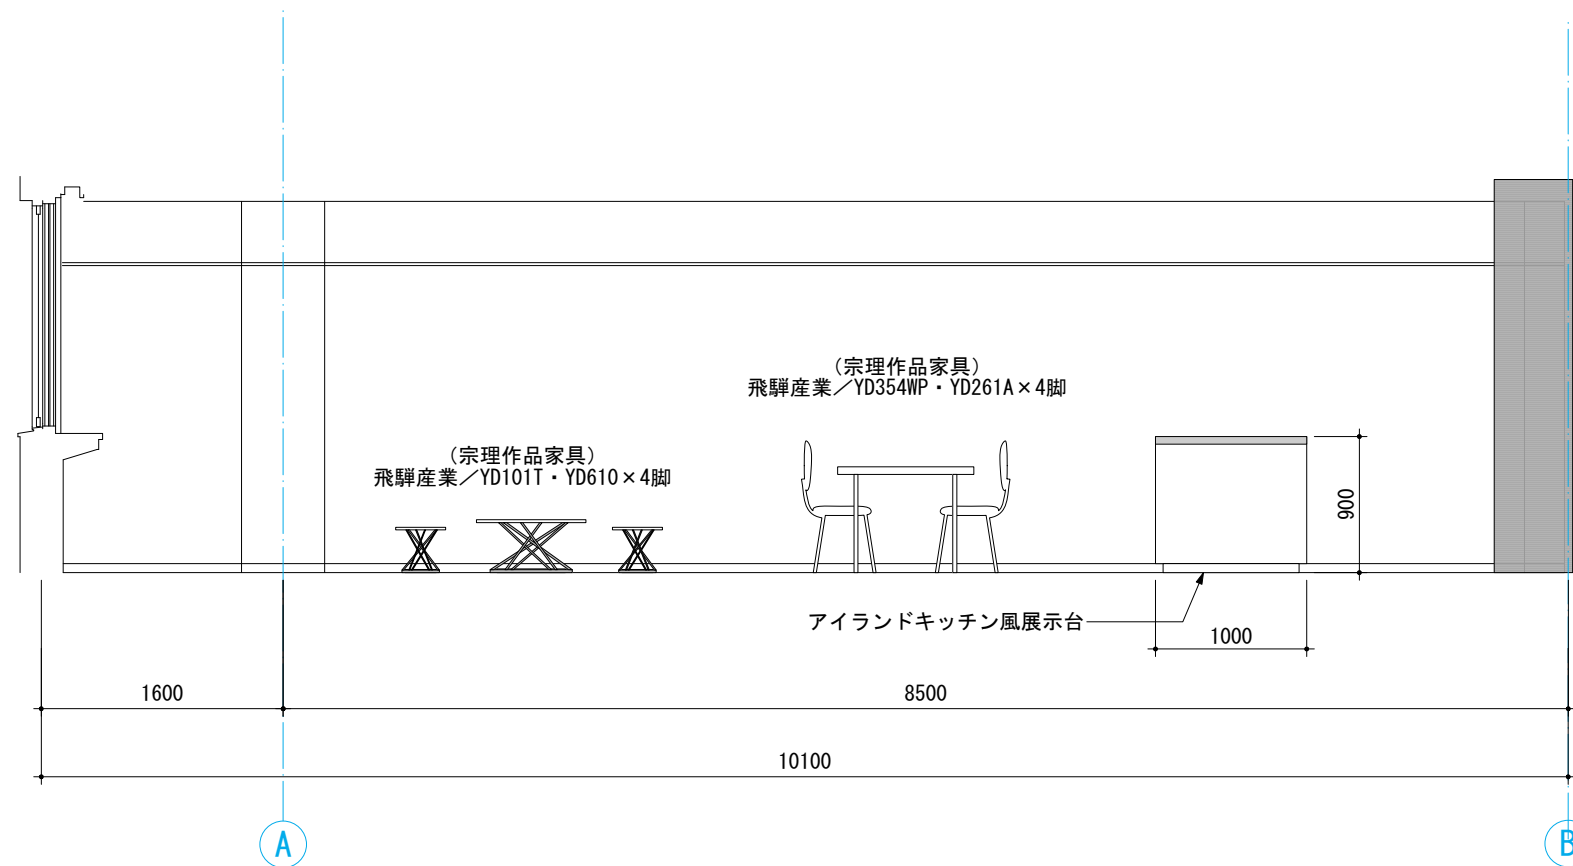 (宗理作品家具)
飛騨産業／YD354WP・YD261A×4脚
(宗理作品家具)
飛騨産業／YD101T・YD610×4脚
900
アイランドキッチン風展示台
1000
1600
8500
10100
A
B